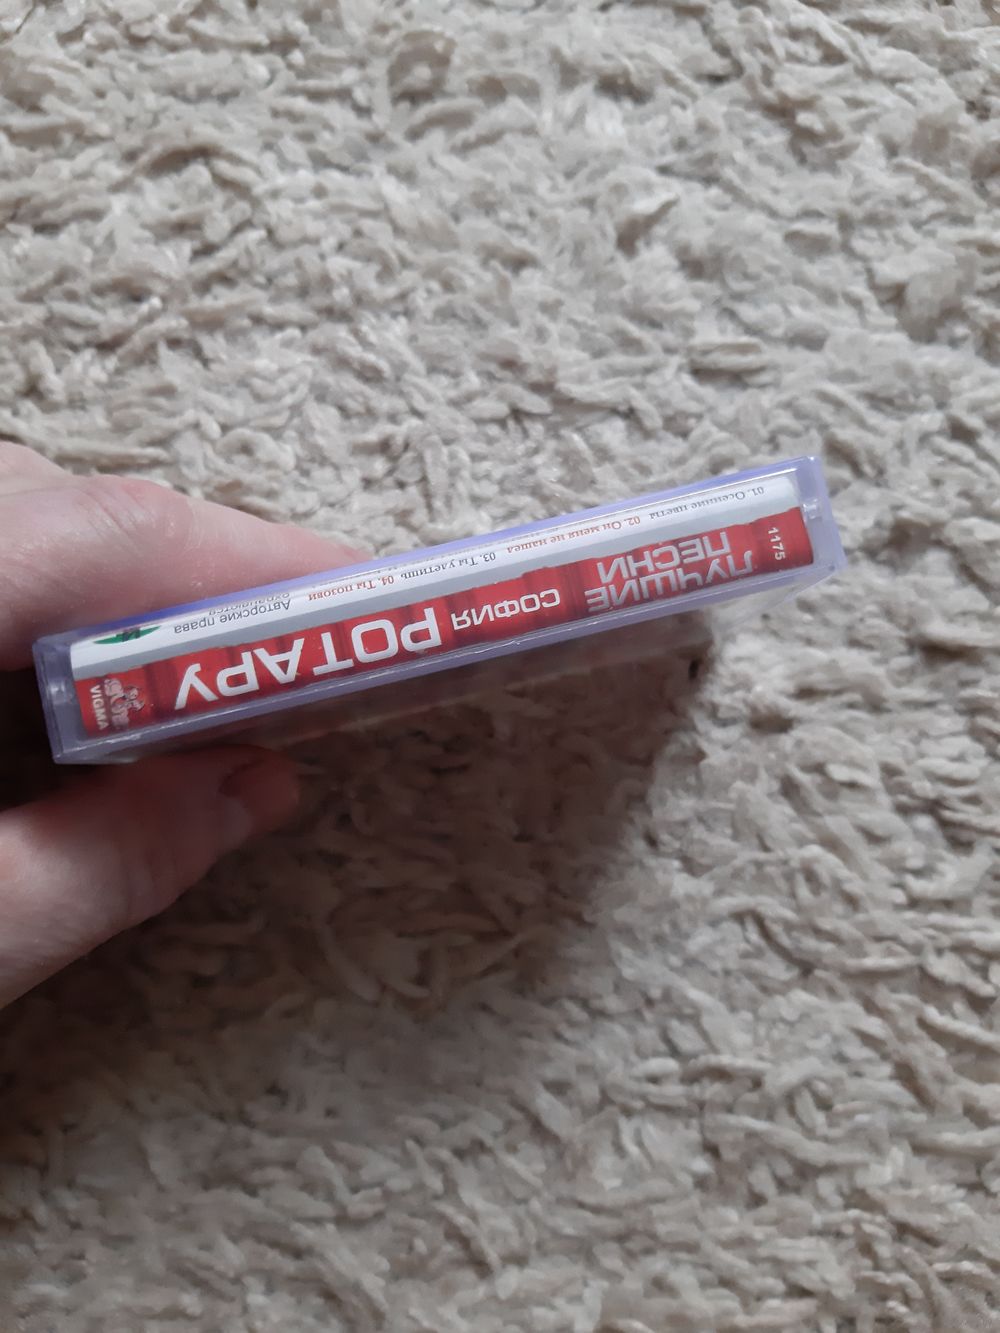 1175
ЛУЧШИЕ
ПЕСНИ
СОФИЯ
РОТАРУ
VIGMA
01. Осенние цветы
02. Он меня не нашел
03. Ты улетишь
04. Ты позови
Авторские права
охраняются